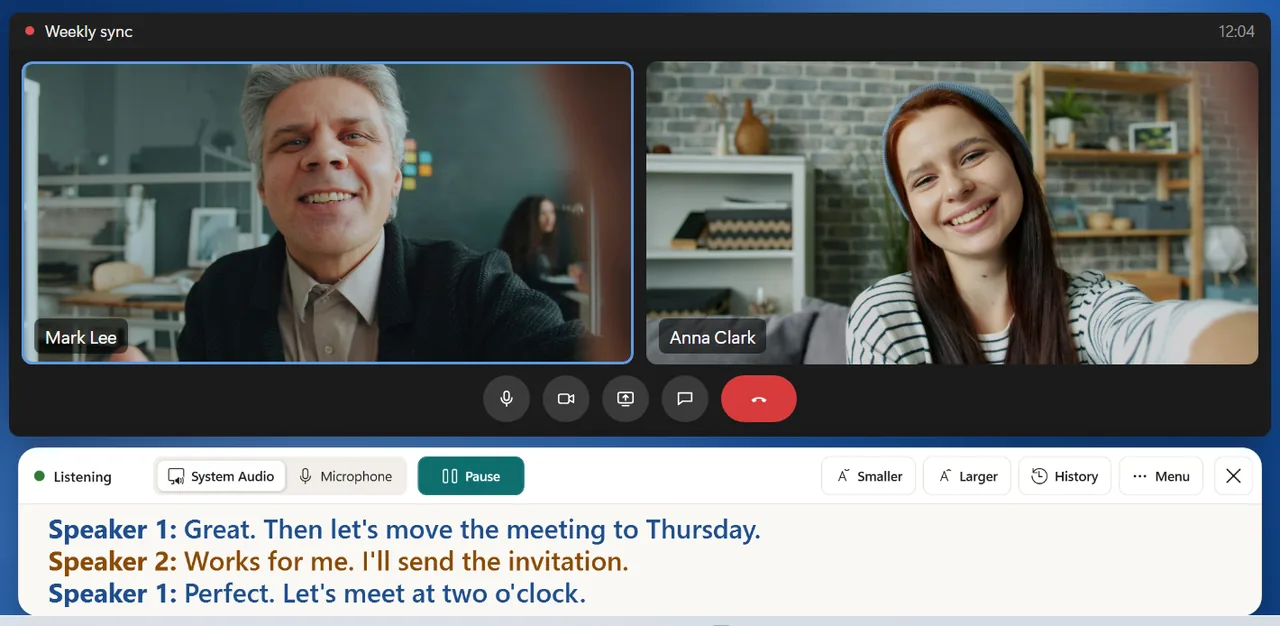 Weekly sync
12:04
Mark Lee
Anna Clark
Listening
System Audio
Microphone
Pause
Smaller
Larger
History
Menu
Speaker 1: Great. Then let's move the meeting to Thursday.
Speaker 2: Works for me. I'll send the invitation.
Speaker 1: Perfect. Let's meet at two o'clock.